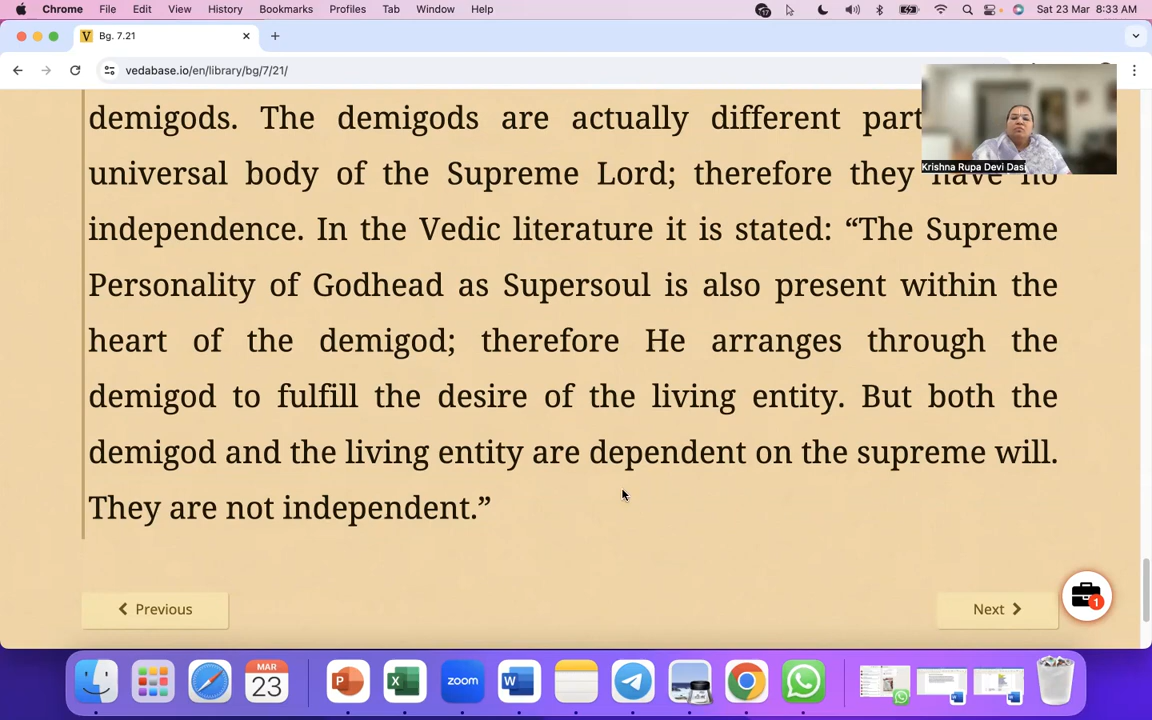 Chrome File Edit View History Bookmarks Profiles Tab Window Help 17 Sat 23 Mar 8:33 AM
V Bg. 7.21
vedabase.io/en/library/bg/7/21/
demigods. The demigods are actually different part
universal body of the Supreme Lord; therefore they have no
Krishna Rupa Devi Dasi
independence. In the Vedic literature it is stated: “The Supreme
Personality of Godhead as Supersoul is also present within the
heart of the demigod; therefore He arranges through the
demigod to fulfill the desire of the living entity. But both the
demigod and the living entity are dependent on the supreme will.
They are not independent.”
1
Previous Next
MAR
23 P X zoom W